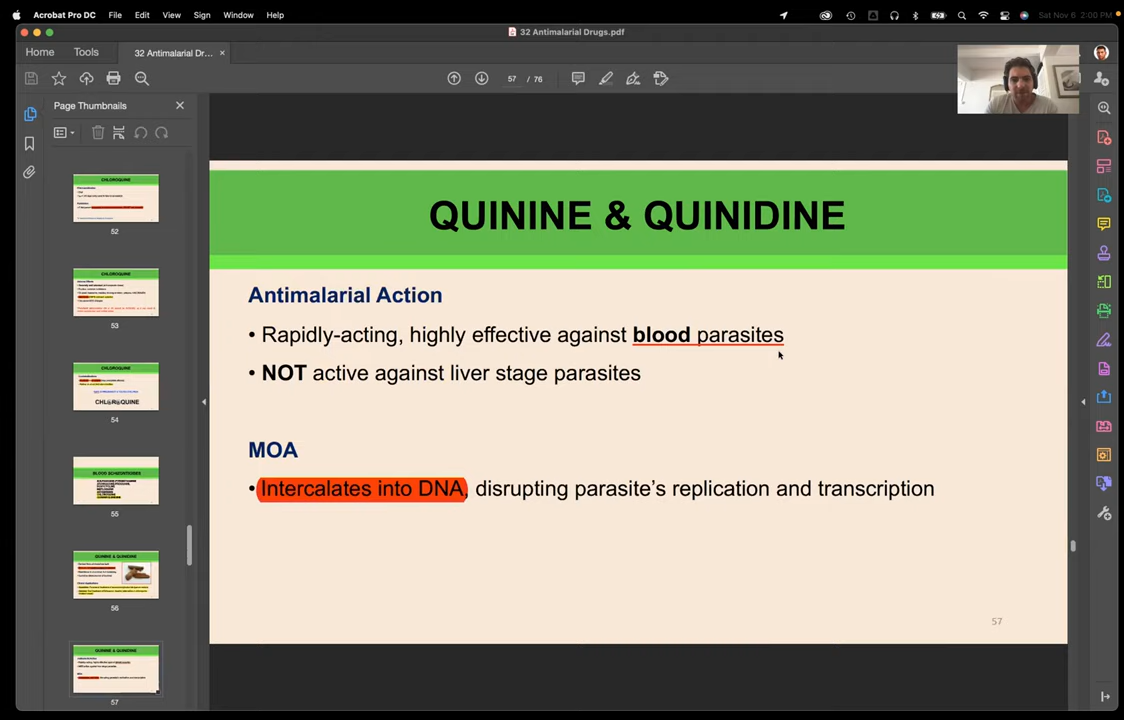 Acrobat Pro DC File Edit View Sign Window Help Sat Nov 6 2:00 PM
32 Antimalarial Drugs.pdf
Home Tools 32 Antimalarial Dr... ×
57 / 76
Page Thumbnails
CHLOROQUINE
52
CHLOROQUINE
53
CHLOROQUINE
54
BLOOD SCHIZONTICIDES
55
QUININE & QUINIDINE
56
QUININE & QUINIDINE
57
QUININE & QUINIDINE
Antimalarial Action
• Rapidly-acting, highly effective against blood parasites
• NOT active against liver stage parasites
MOA
• Intercalates into DNA, disrupting parasite's replication and transcription
57